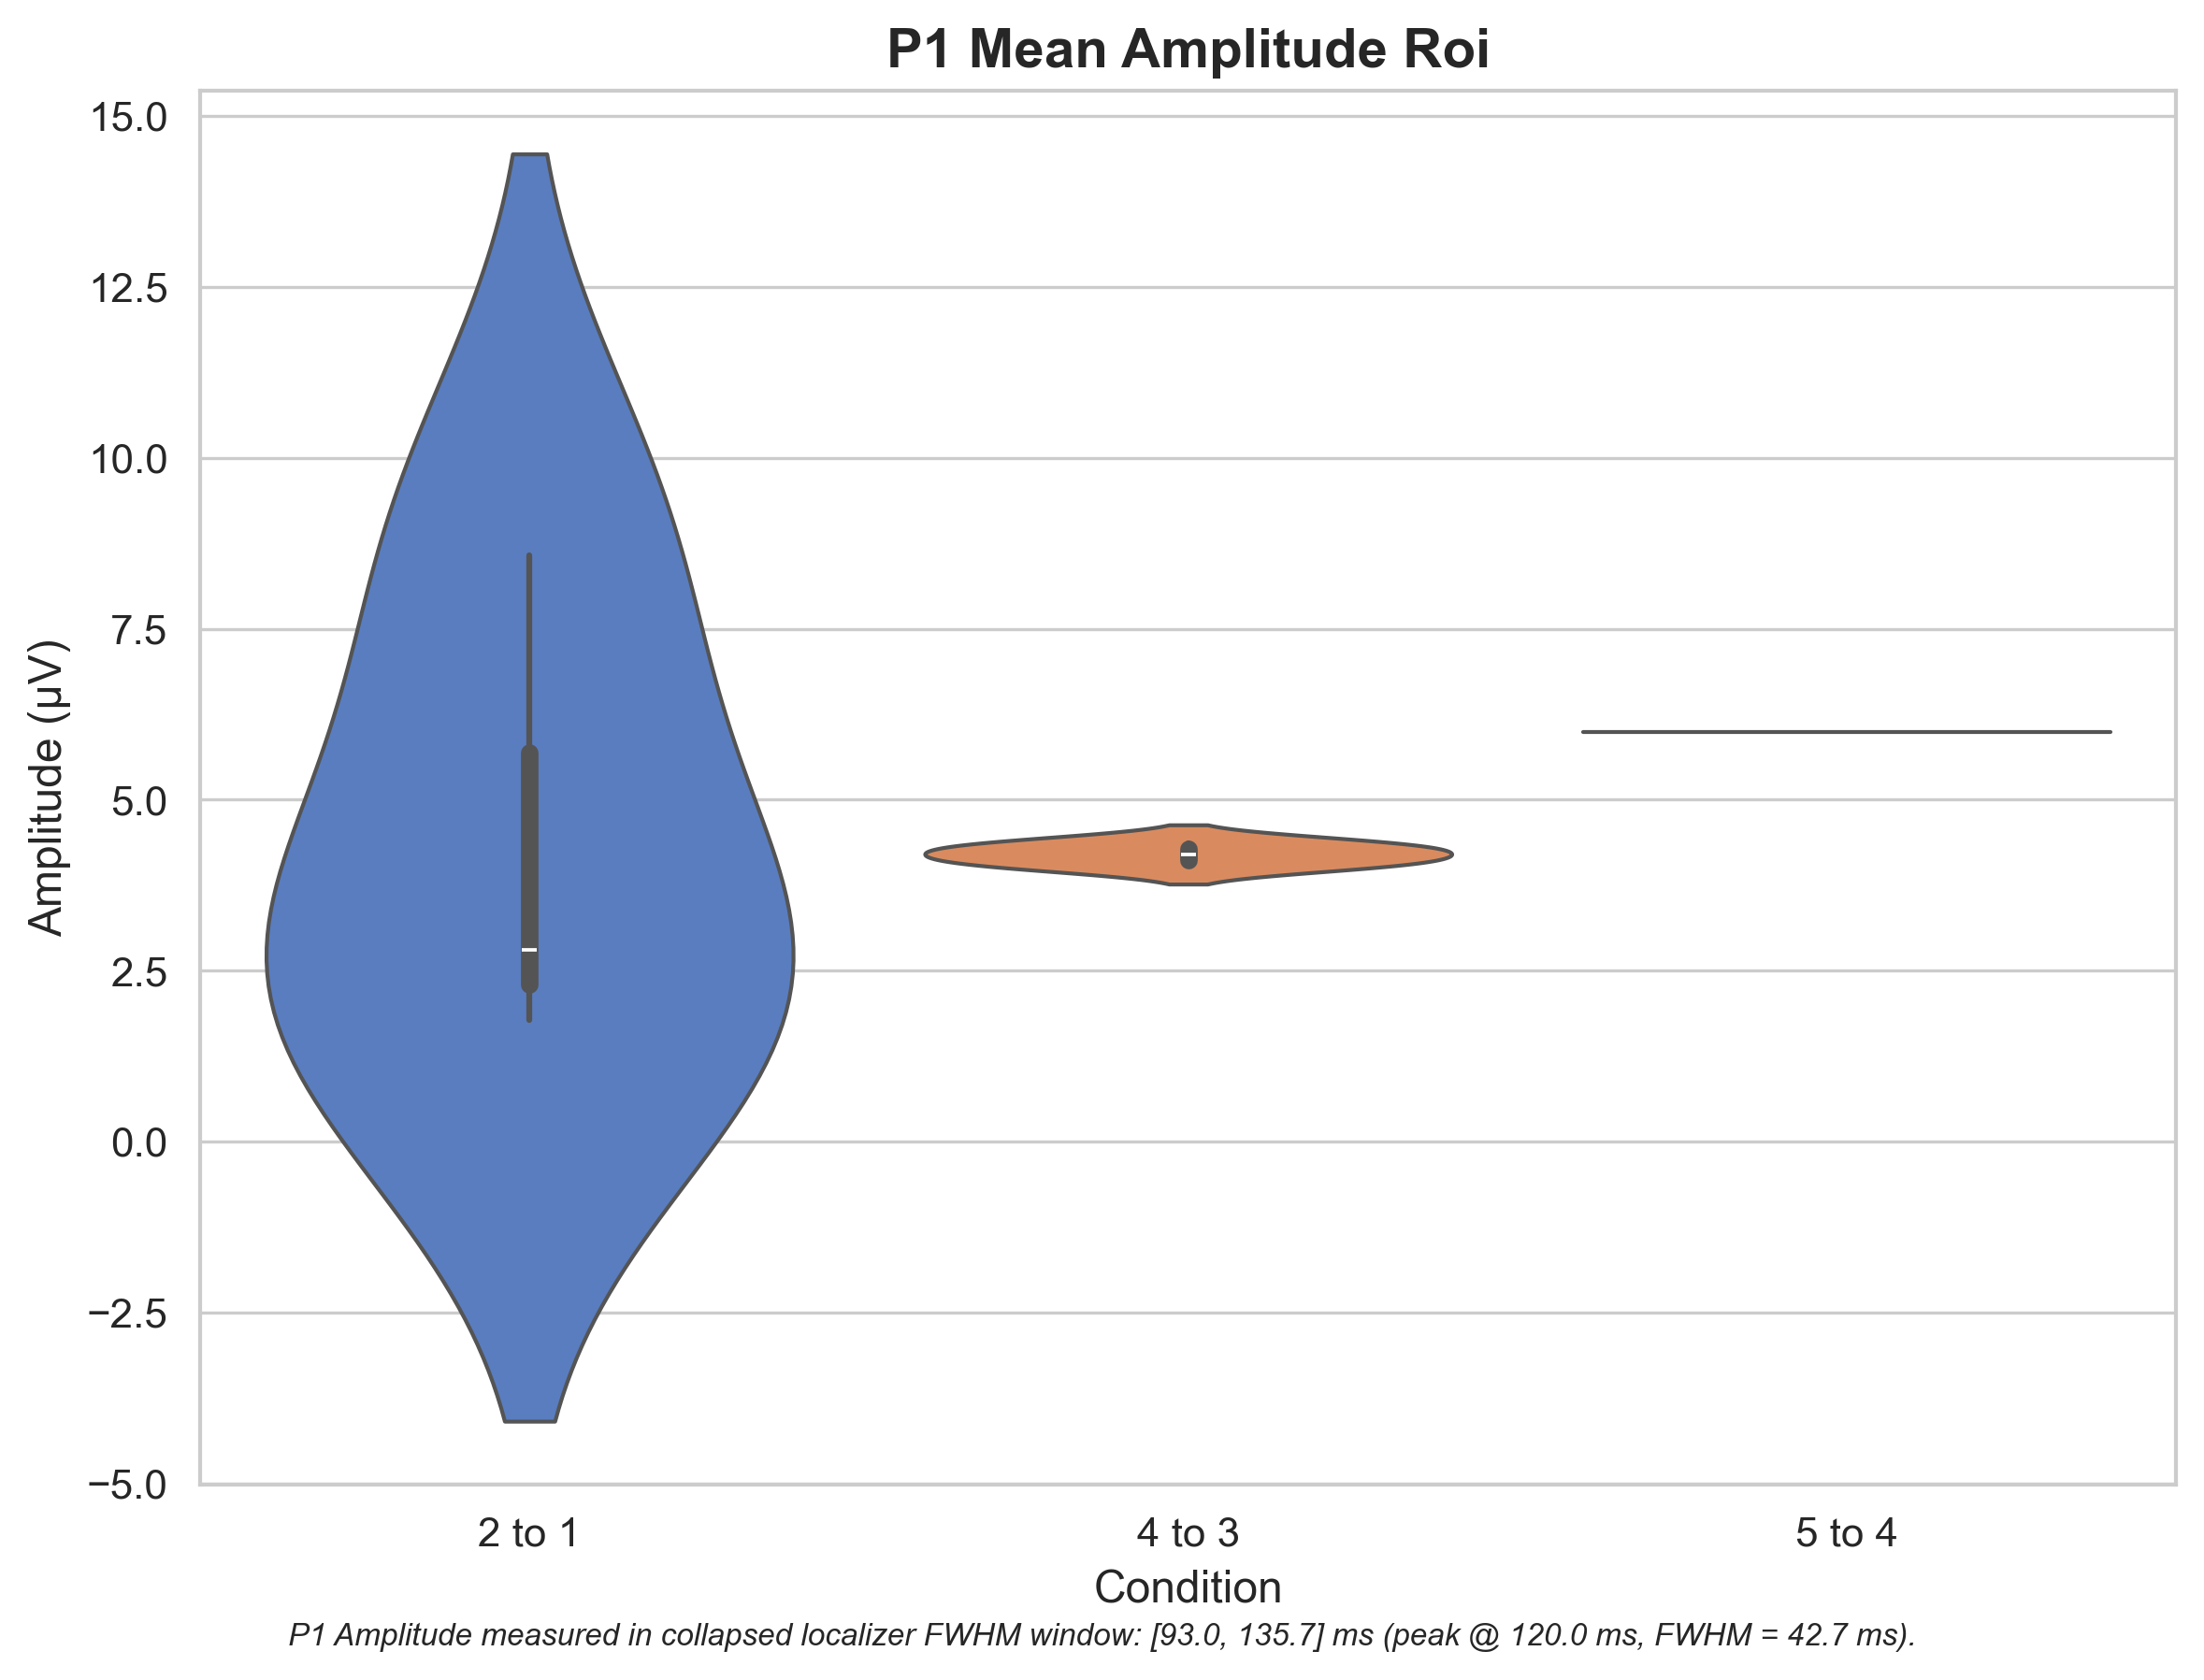 P1 Mean Amplitude Roi
15.0
12.5
10.0
7.5
5.0
2.5
0.0
−2.5
−5.0
Amplitude (µV)
2 to 1
4 to 3
5 to 4
Condition
P1 Amplitude measured in collapsed localizer FWHM window: [93.0, 135.7] ms (peak @ 120.0 ms, FWHM = 42.7 ms).